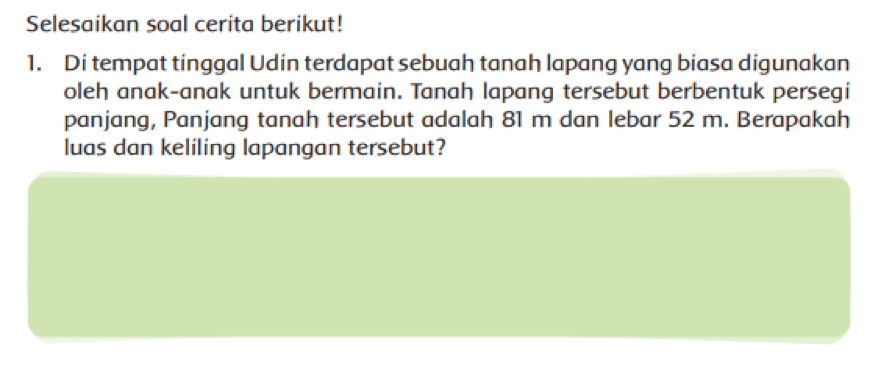 Selesaikan soal cerita berikut!
1. Di tempat tinggal Udin terdapat sebuah tanah lapang yang biasa digunakan
oleh anak-anak untuk bermain. Tanah lapang tersebut berbentuk persegi
panjang, Panjang tanah tersebut adalah 81 m dan lebar 52 m. Berapakah
luas dan keliling lapangan tersebut?